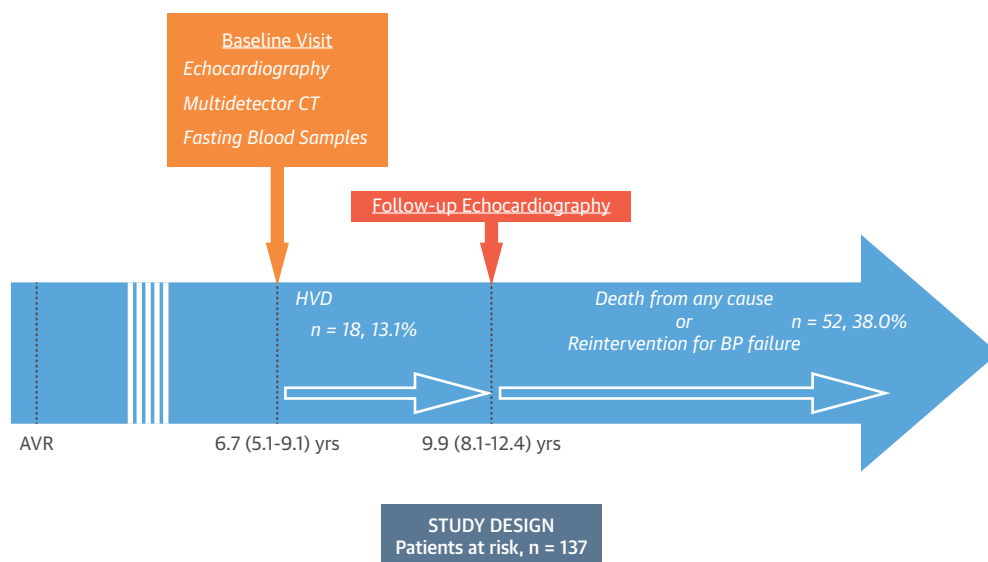 Baseline Visit
Echocardiography
Multidetector CT
Fasting Blood Samples
Follow-up Echocardiography
HVD
n = 18, 13.1%
Death from any cause
or
Reintervention for BP failure
n = 52, 38.0%
AVR
6.7 (5.1-9.1) yrs
9.9 (8.1-12.4) yrs
STUDY DESIGN
Patients at risk, n = 137